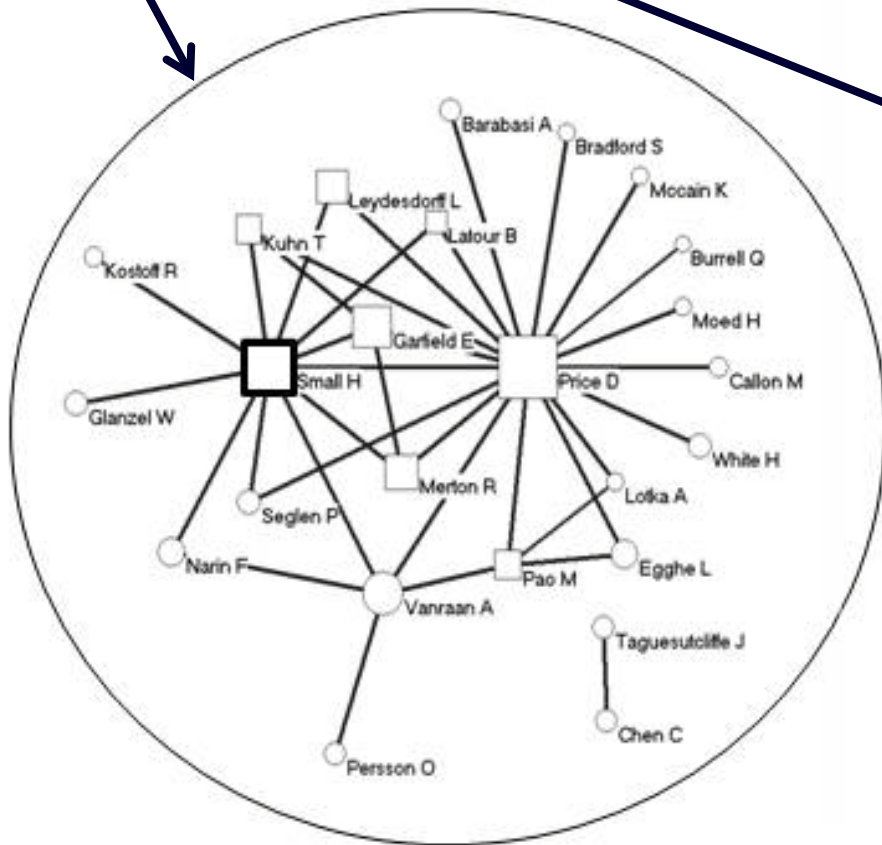 Barabasi A
Bradford S
Mccain K
Leydesdorff L
Latour B
Kuhn T
Burrell Q
Kostoff R
Moed H
Garfield E
Small H
Price D
Callon M
Glanzel W
White H
Merton R
Lotka A
Seglen P
Narin F
Pao M
Egghe L
Vanraan A
Taguesutcliffe J
Chen C
Persson O